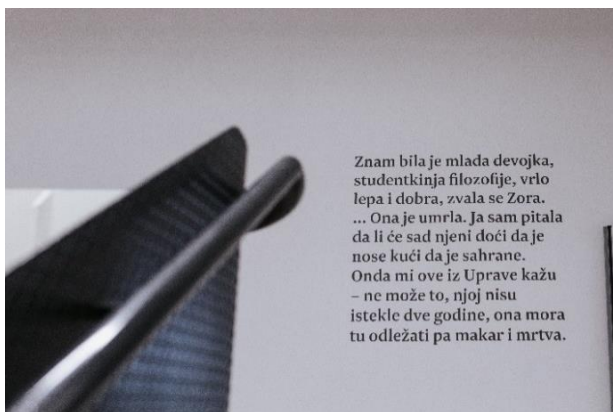 Znam bila je mlada devojka,
studentkinja filozofije, vrlo
lepa i dobra, zvala se Zora.
... Ona je umrla. Ja sam pitala
da li će sad njeni doći da je
nose kući da je sahrane.
Onda mi ove iz Uprave kažu
– ne može to, njoj nisu
istekle dve godine, ona mora
tu odležati pa makar i mrtva.